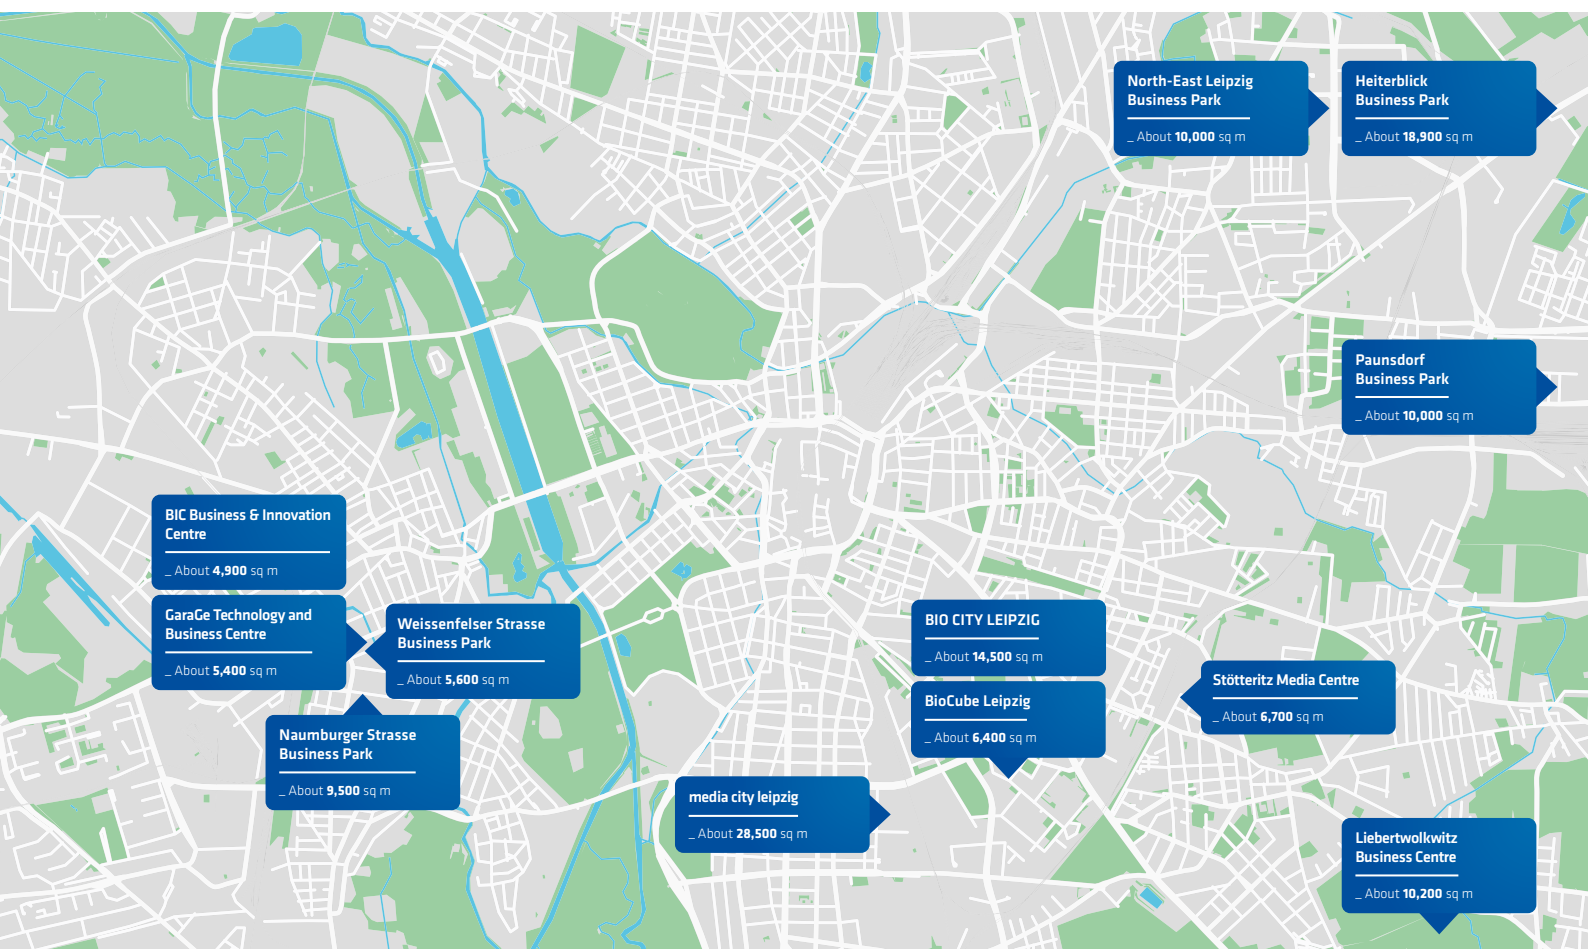 North-East Leipzig
Business Park
_ About 10,000 sq m
Heiterblick
Business Park
_ About 18,900 sq m
Paunsdorf
Business Park
_ About 10,000 sq m
BIC Business & Innovation
Centre
_ About 4,900 sq m
GaraGe Technology and
Business Centre
_ About 5,400 sq m
Weissenfelser Strasse
Business Park
_ About 5,600 sq m
Naumburger Strasse
Business Park
_ About 9,500 sq m
BIO CITY LEIPZIG
_ About 14,500 sq m
BioCube Leipzig
_ About 6,400 sq m
Stötteritz Media Centre
_ About 6,700 sq m
media city leipzig
_ About 28,500 sq m
Liebertwolkwitz
Business Centre
_ About 10,200 sq m